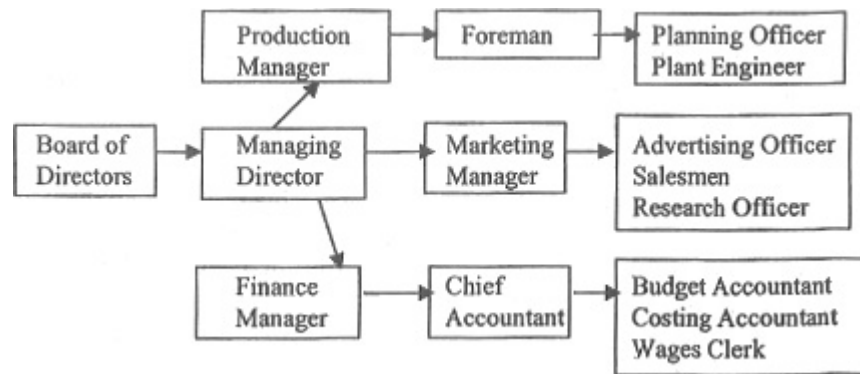 Production
Manager
Foreman
Planning Officer
Plant Engineer
Board of
Directors
Managing
Director
Marketing
Manager
Advertising Officer
Salesmen
Research Officer
Finance
Manager
Chief
Accountant
Budget Accountant
Costing Accountant
Wages Clerk